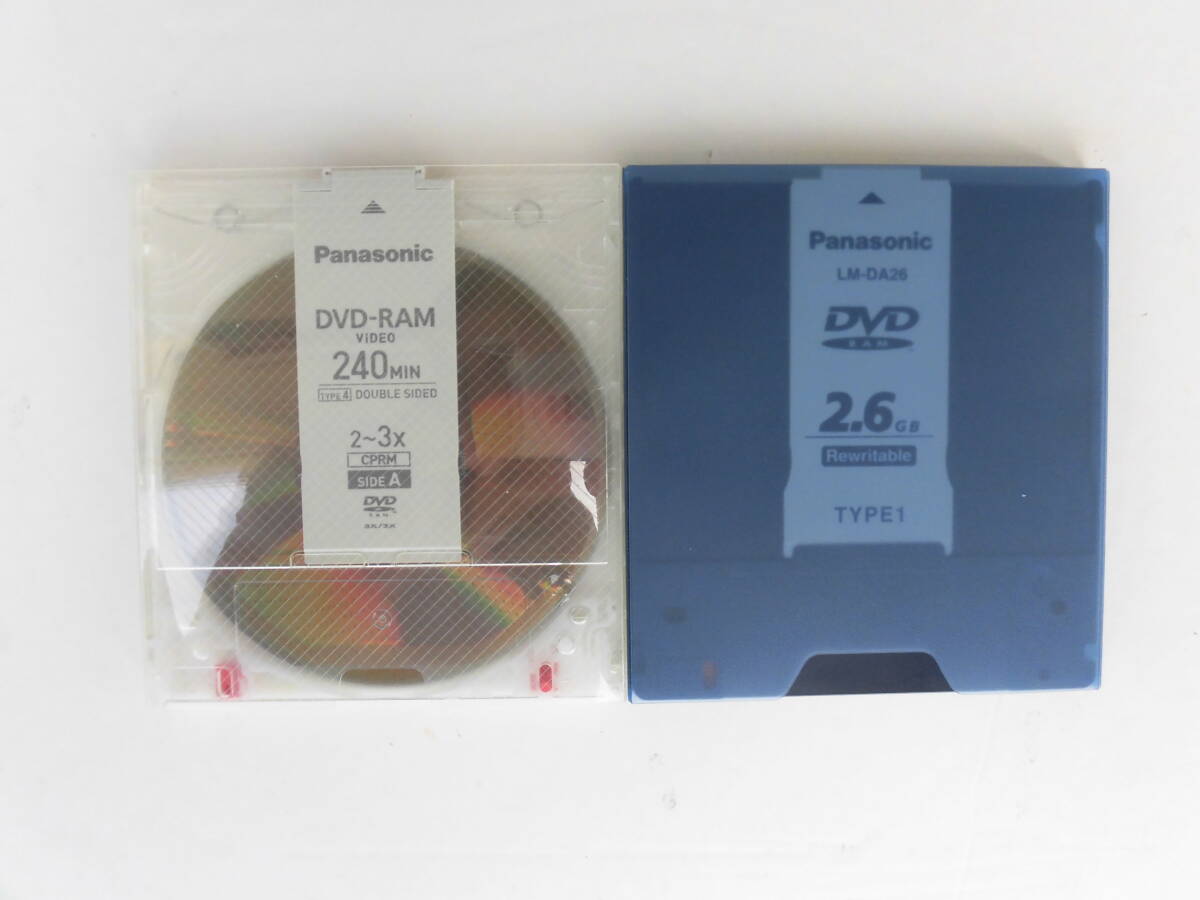 Panasonic
DVD-RAM
ViDEO
240MIN
TYPE 4 DOUBLE SIDED
2~3x
CPRM
SIDE A
DVD
RAM
Panasonic
LM-DA26
DVD
RAM
2.6GB
Rewritable
TYPE1